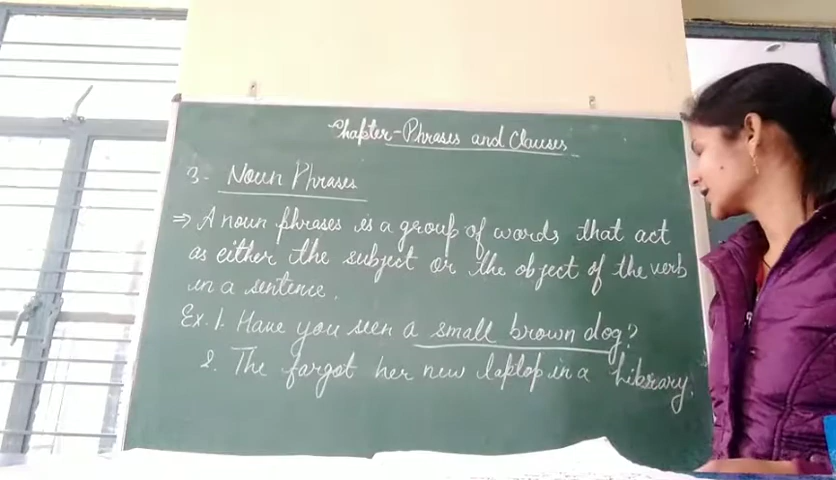 Chapter-Phrases and Clauses
3- Noun Phrases
⇒ A noun phrases is a group of words that act
as either the subject or the object of the verb
in a sentence.
Ex. 1. Have you seen a small brown dog?
2. The fargot her new laptop in a Library.